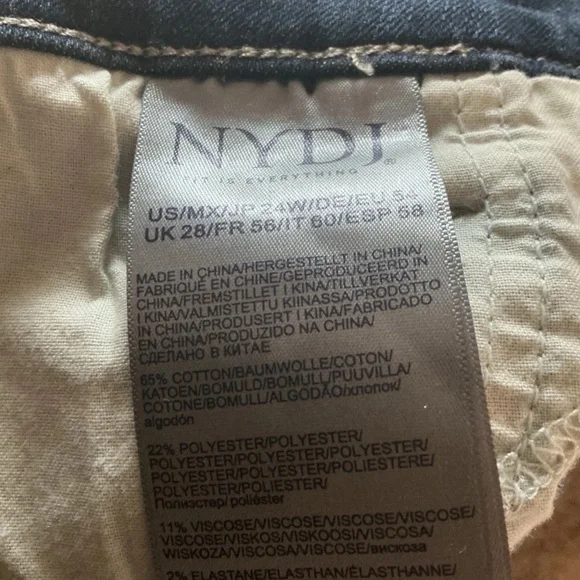 NYDJ®
FIT IS EVERYTHING™
US/MX/JP 24W/DE/EU 54
UK 28/FR 56/IT 60/ESP 58
MADE IN CHINA/HERGESTELLT IN CHINA/
FABRIQUÉ EN CHINE/GEPRODUCEERD IN
CHINA/FREMSTILLET I KINA/TILLVERKAT
I KINA/VALMISTETTU KIINASSA/PRODOTTO
IN CHINA/PRODUSERT I KINA/FABRICADO
EN CHINA/PRODUZIDO NA CHINA/
СДЕЛАНО В КИТАЕ
65% COTTON/BAUMWOLLE/COTON/
KATOEN/BOMULD/BOMULL/PUUVILLA/
COTONE/BOMULL/ALGODÃO/хлопок/
algodón
22% POLYESTER/POLYESTER/
POLYESTER/POLYESTER/POLYESTER/
POLYESTER/POLYESTERI/POLIESTERE/
POLYESTER/POLIÉSTER/
Полиэстер/ poliéster
11% VISCOSE/VISCOSE/VISCOSE/
VISCOSE/VISKOS/VISKOOSI/VISCOSA/
WISKOZA/VISCOSA/VISCOSE/вискоза
2% ELASTANE/ELASTHAN/ÉLASTHANNE/